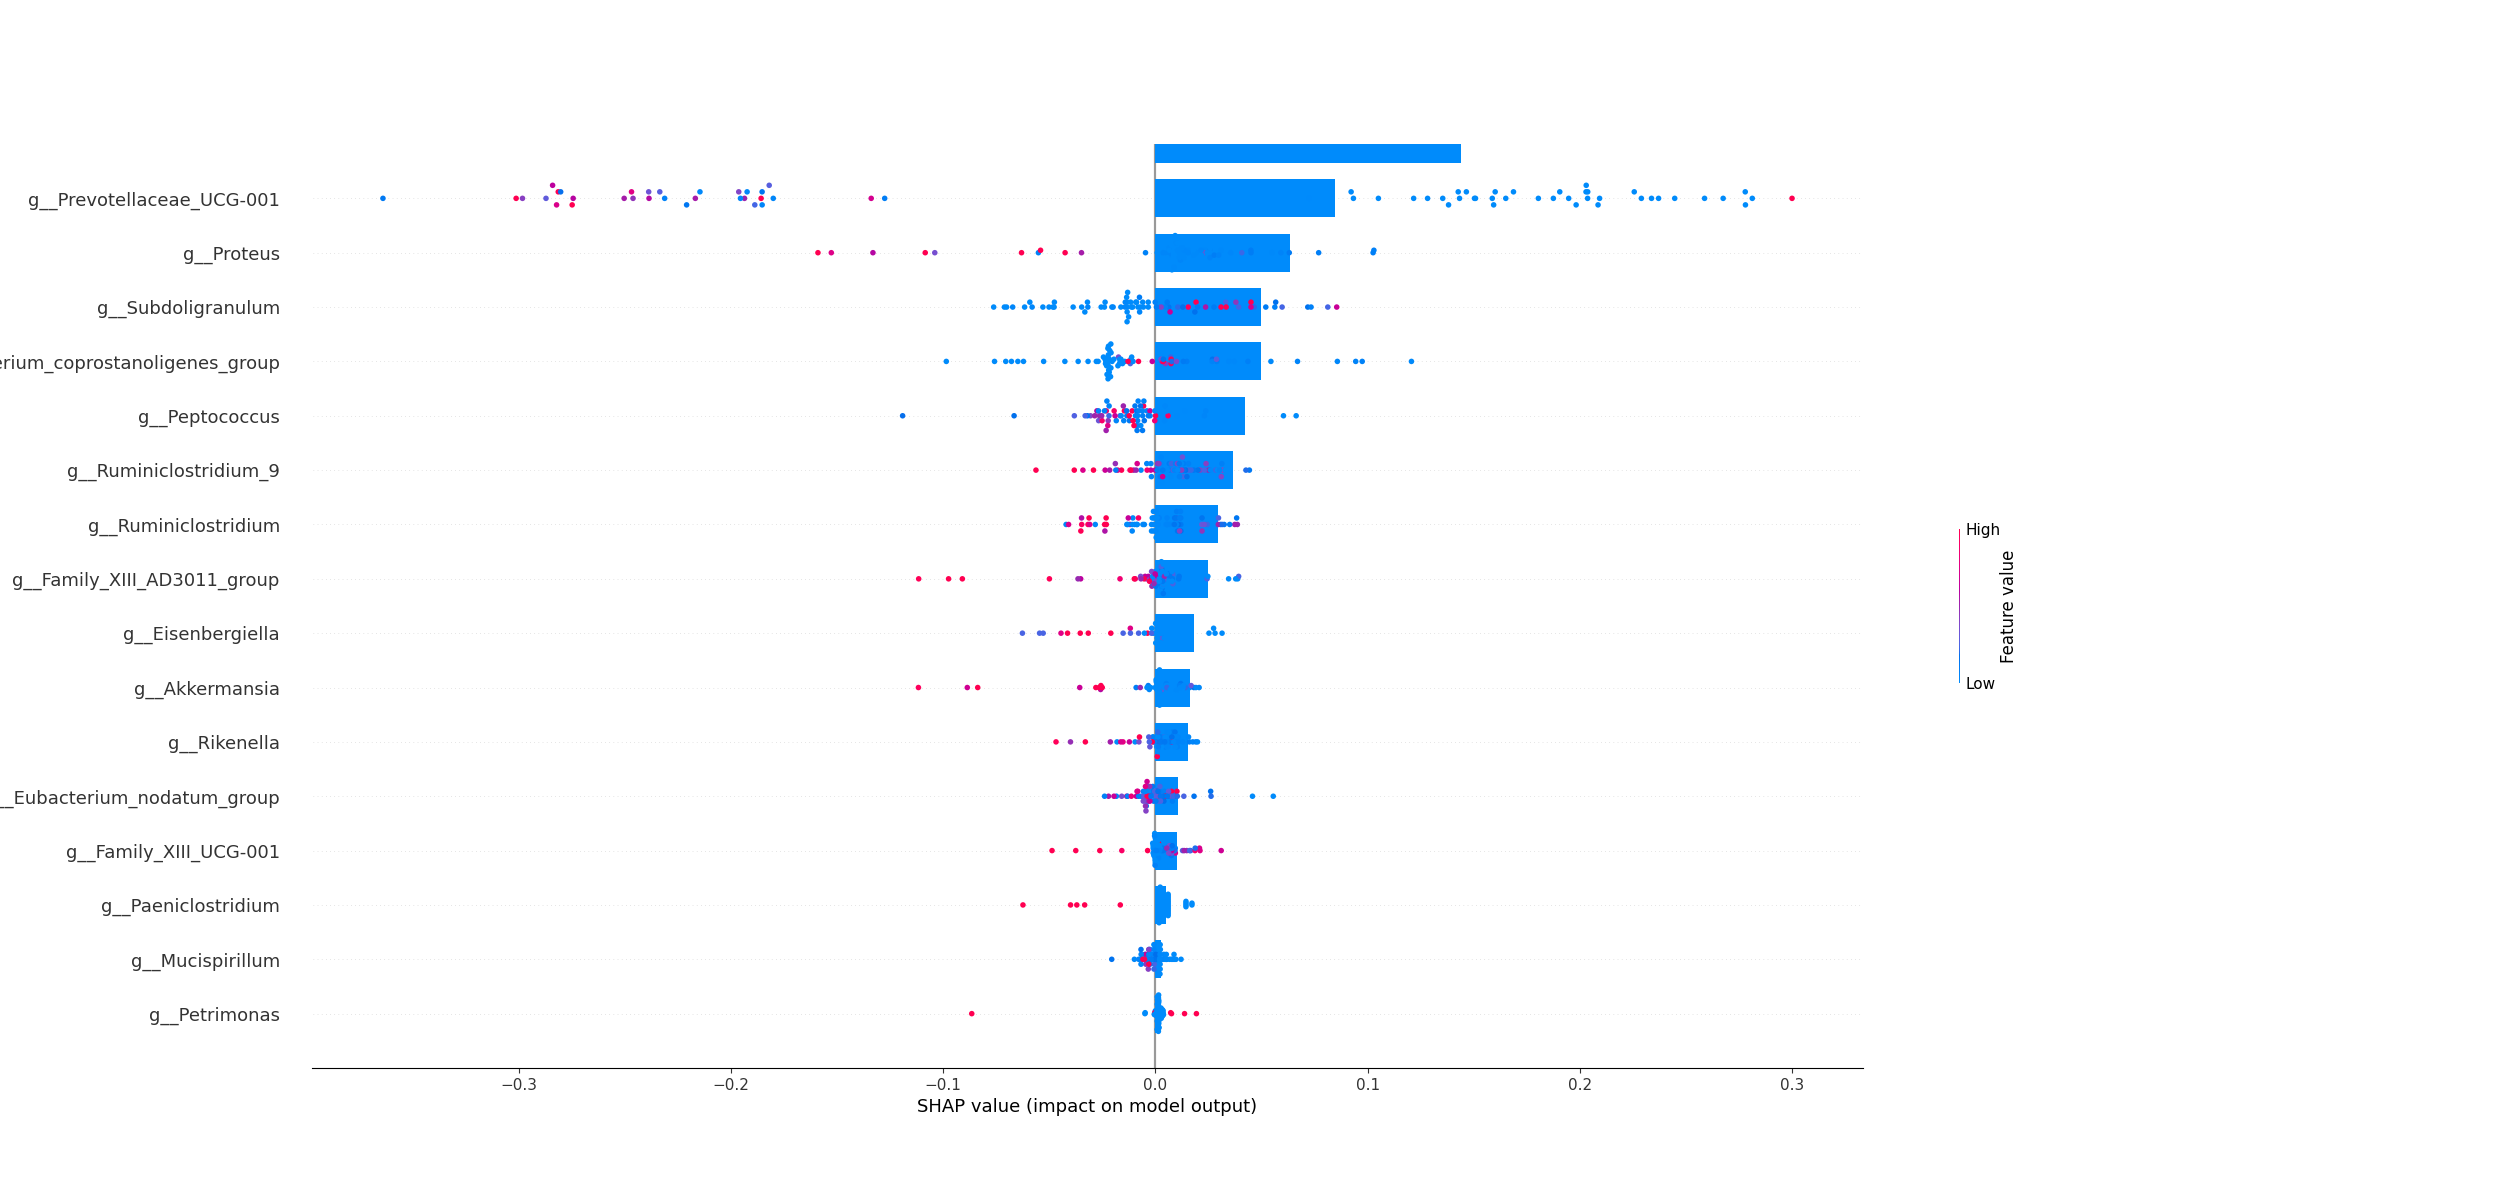 g__Prevotellaceae_UCG-001
g__Proteus
g__Subdoligranulum
erium_coprostanoligenes_group
g__Peptococcus
g__Ruminiclostridium_9
g__Ruminiclostridium
g__Family_XIII_AD3011_group
g__Eisenbergiella
g__Akkermansia
g__Rikenella
__Eubacterium_nodatum_group
g__Family_XIII_UCG-001
g__Paeniclostridium
g__Mucispirillum
g__Petrimonas
−0.3 −0.2 −0.1 0.0 0.1 0.2 0.3
SHAP value (impact on model output)
High
Feature value
Low